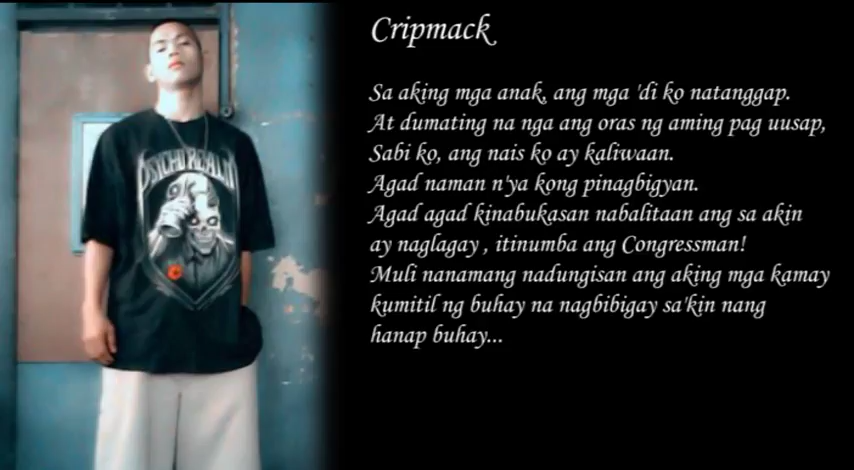 Cripmack
Sa aking mga anak, ang mga 'di ko natanggap.
At dumating na nga ang oras ng aming pag uusap,
Sabi ko, ang nais ko ay kaliwaan.
Agad naman n'ya kong pinagbigyan.
Agad agad kinabukasan nabalitaan ang sa akin
ay naglagay , itinumba ang Congressman!
Muli nanamang nadungisan ang aking mga kamay
kumitil ng buhay na nagbibigay sa'kin nang
hanap buhay...
PSYCHO REALM